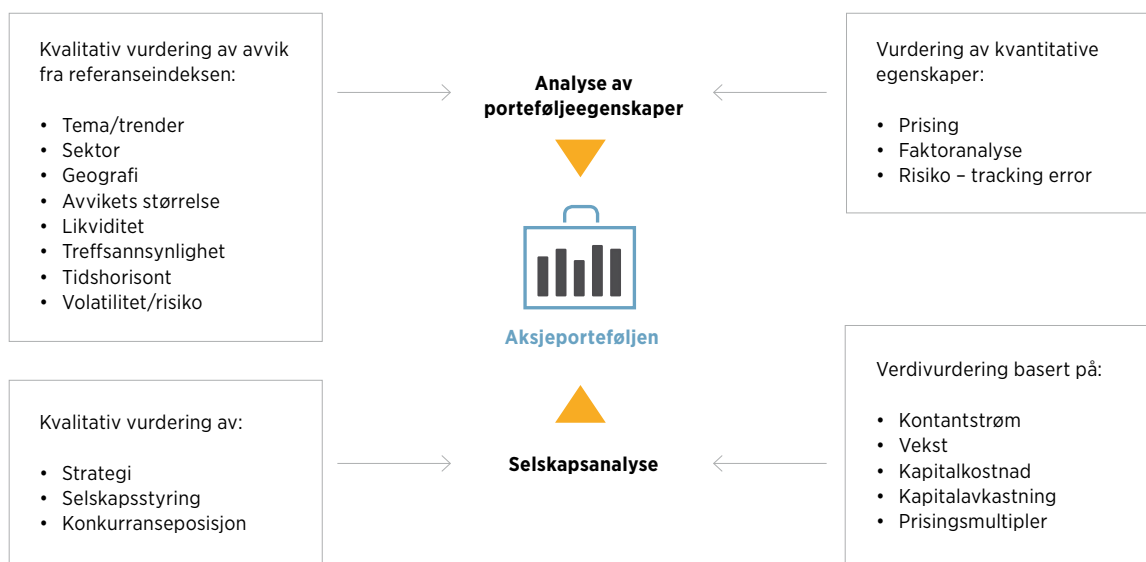 Kvalitativ vurdering av avvik
fra referanseindeksen:
• Tema/trender
• Sektor
• Geografi
• Avvikets størrelse
• Likviditet
• Treffsannsynlighet
• Tidshorisont
• Volatilitet/risiko
Analyse av
porteføljeegenskaper
Vurdering av kvantitative
egenskaper:
• Prising
• Faktoranalyse
• Risiko – tracking error
Aksjeporteføljen
Kvalitativ vurdering av:
• Strategi
• Selskapsstyring
• Konkurranseposisjon
Selskapsanalyse
Verdivurdering basert på:
• Kontantstrøm
• Vekst
• Kapitalkostnad
• Kapitalavkastning
• Prisingsmultipler